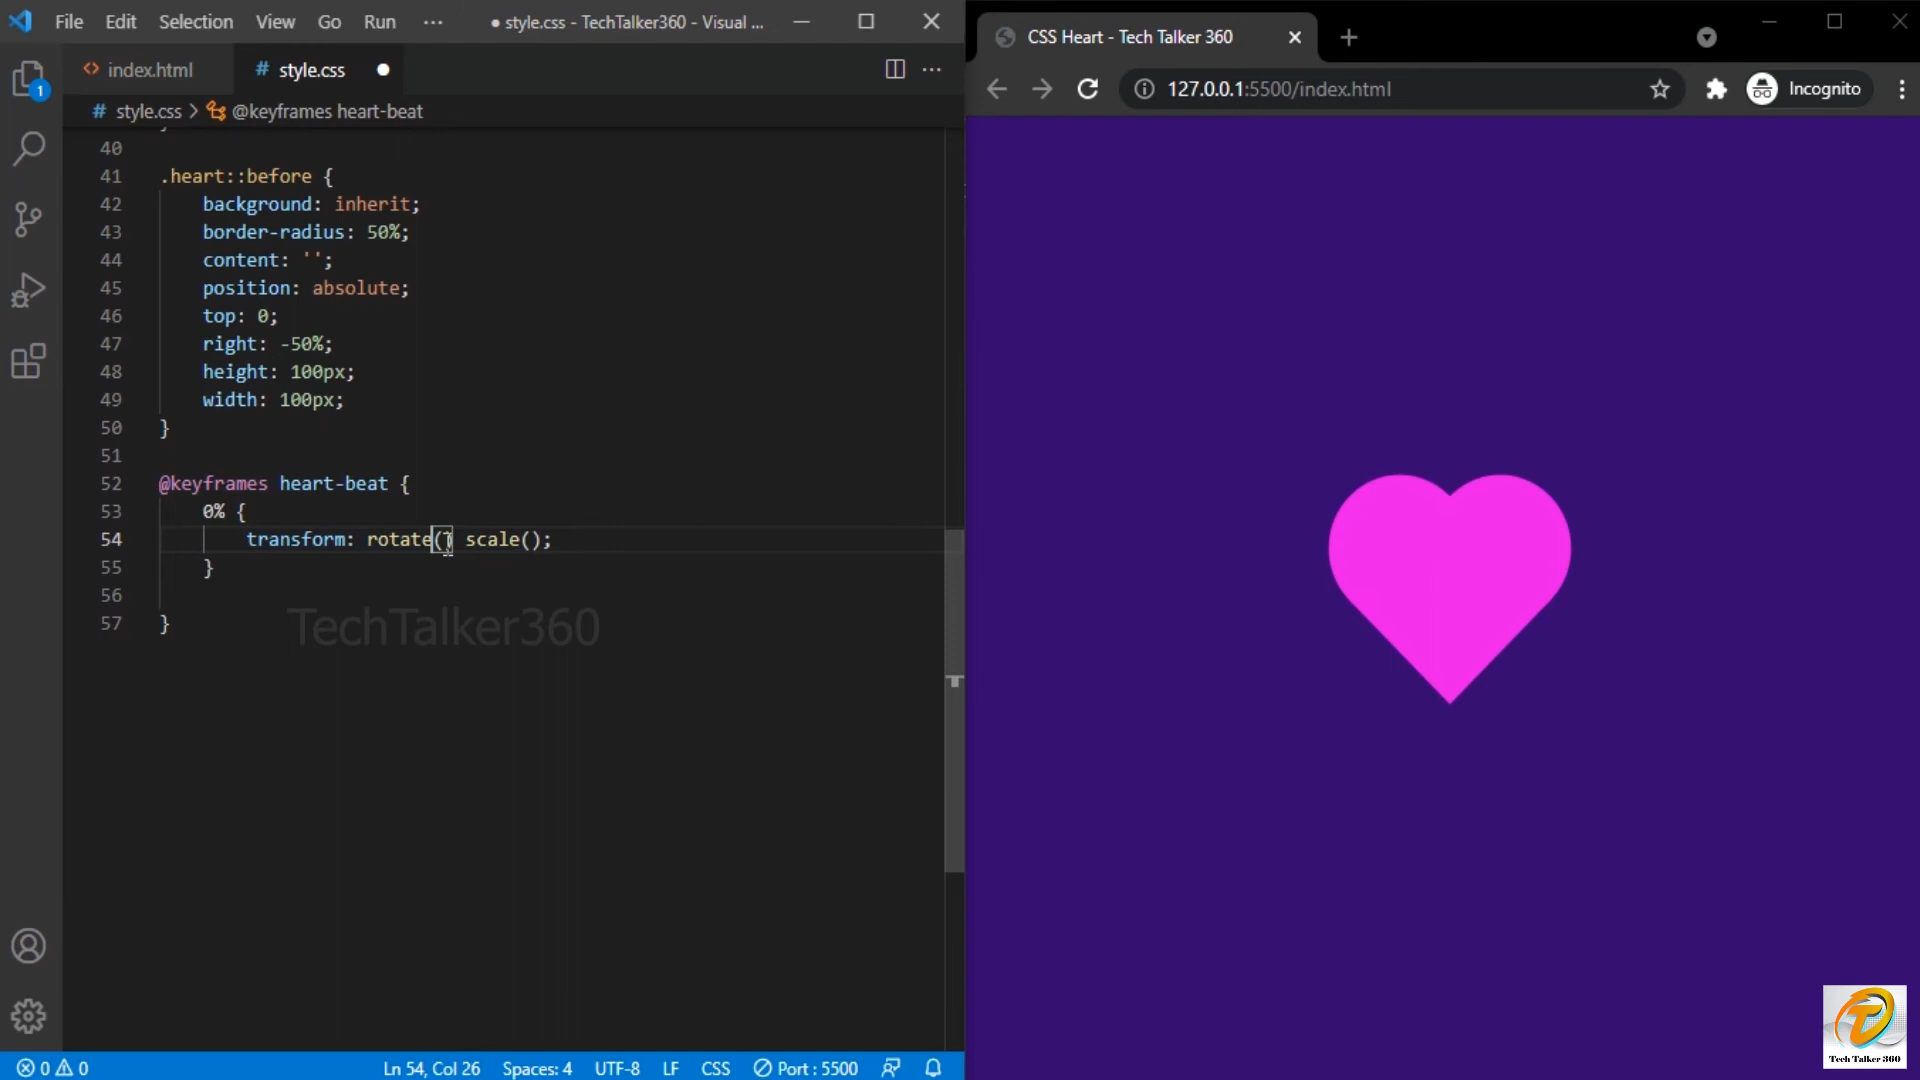 File Edit Selection View Go Run ··· ● style.css - TechTalker360 - Visual ...
index.html # style.css ●
# style.css > @keyframes heart-beat
40
41 .heart::before {
42 background: inherit;
43 border-radius: 50%;
44 content: '';
45 position: absolute;
46 top: 0;
47 right: -50%;
48 height: 100px;
49 width: 100px;
50 }
51
52 @keyframes heart-beat {
53 0% {
54 transform: rotate() scale();
55 }
56
57 }
TechTalker360
1
0 0 Ln 54, Col 26 Spaces: 4 UTF-8 LF CSS Port : 5500
CSS Heart - Tech Talker 360
127.0.0.1:5500/index.html Incognito
Tech Talker 360